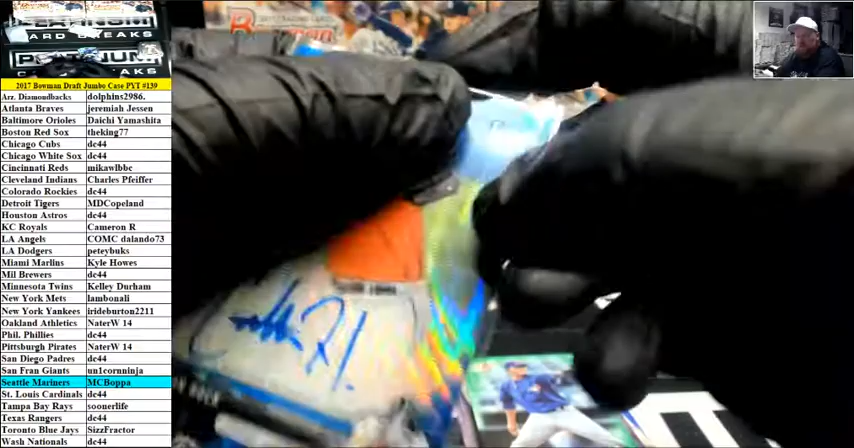 ARD BREAKS
PLATINUM
ARD BREAKS
2017 Bowman Draft Jumbo Case PYT #139
Arz. Diamondbacks dolphins2986.
Atlanta Braves jeremiah Jessen
Baltimore Orioles Daichi Yamashita
Boston Red Sox theking77
Chicago Cubs dc44
Chicago White Sox dc44
Cincinnati Reds mikawlbbc
Cleveland Indians Charles Pfeiffer
Colorado Rockies dc44
Detroit Tigers MDCopeland
Houston Astros dc44
KC Royals Cameron R
LA Angels COMC dalando73
LA Dodgers peteybuks
Miami Marlins Kyle Howes
Mil Brewers dc44
Minnesota Twins Kelley Durham
New York Mets lambonali
New York Yankees irideburton2211
Oakland Athletics NaterW 14
Phil. Phillies dc44
Pittsburgh Pirates NaterW 14
San Diego Padres dc44
San Fran Giants un1cornninja
Seattle Mariners MCBoppa
St. Louis Cardinals dc44
Tampa Bay Rays soonerlife
Texas Rangers dc44
Toronto Blue Jays SizzFractor
Wash Nationals dc44